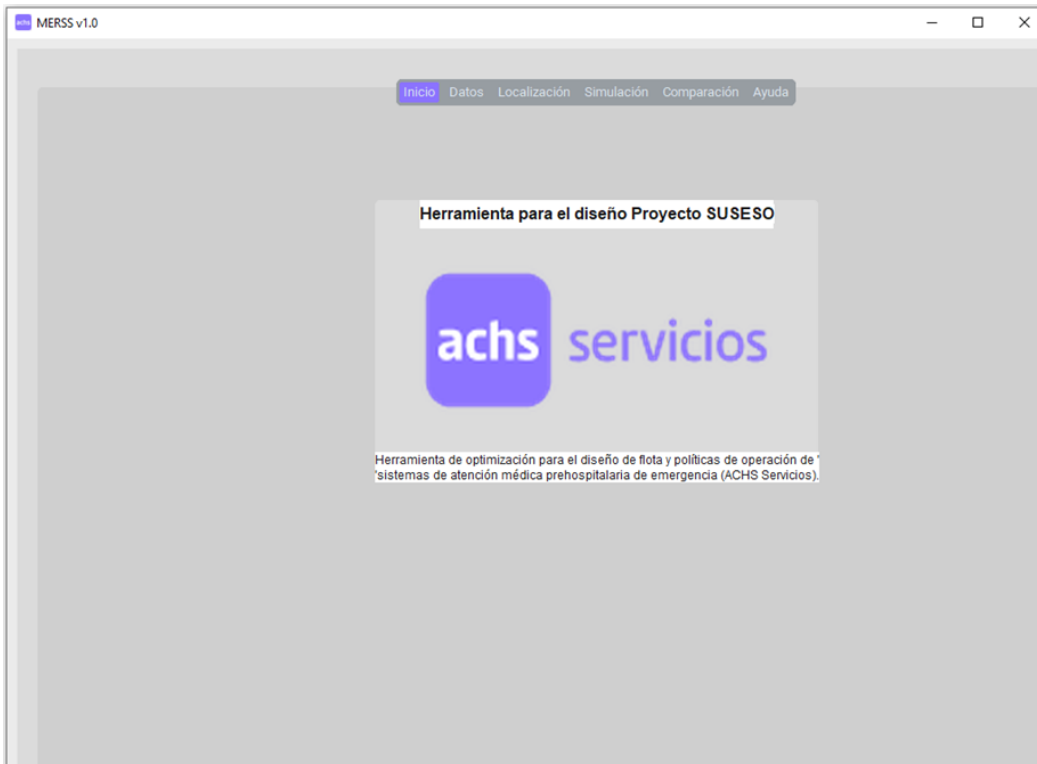 achs MERSS v1.0
Inicio Datos Localización Simulación Comparación Ayuda
Herramienta para el diseño Proyecto SUSESO
achs servicios
Herramienta de optimización para el diseño de flota y políticas de operación de '
'sistemas de atención médica prehospitalaria de emergencia (ACHS Servicios).